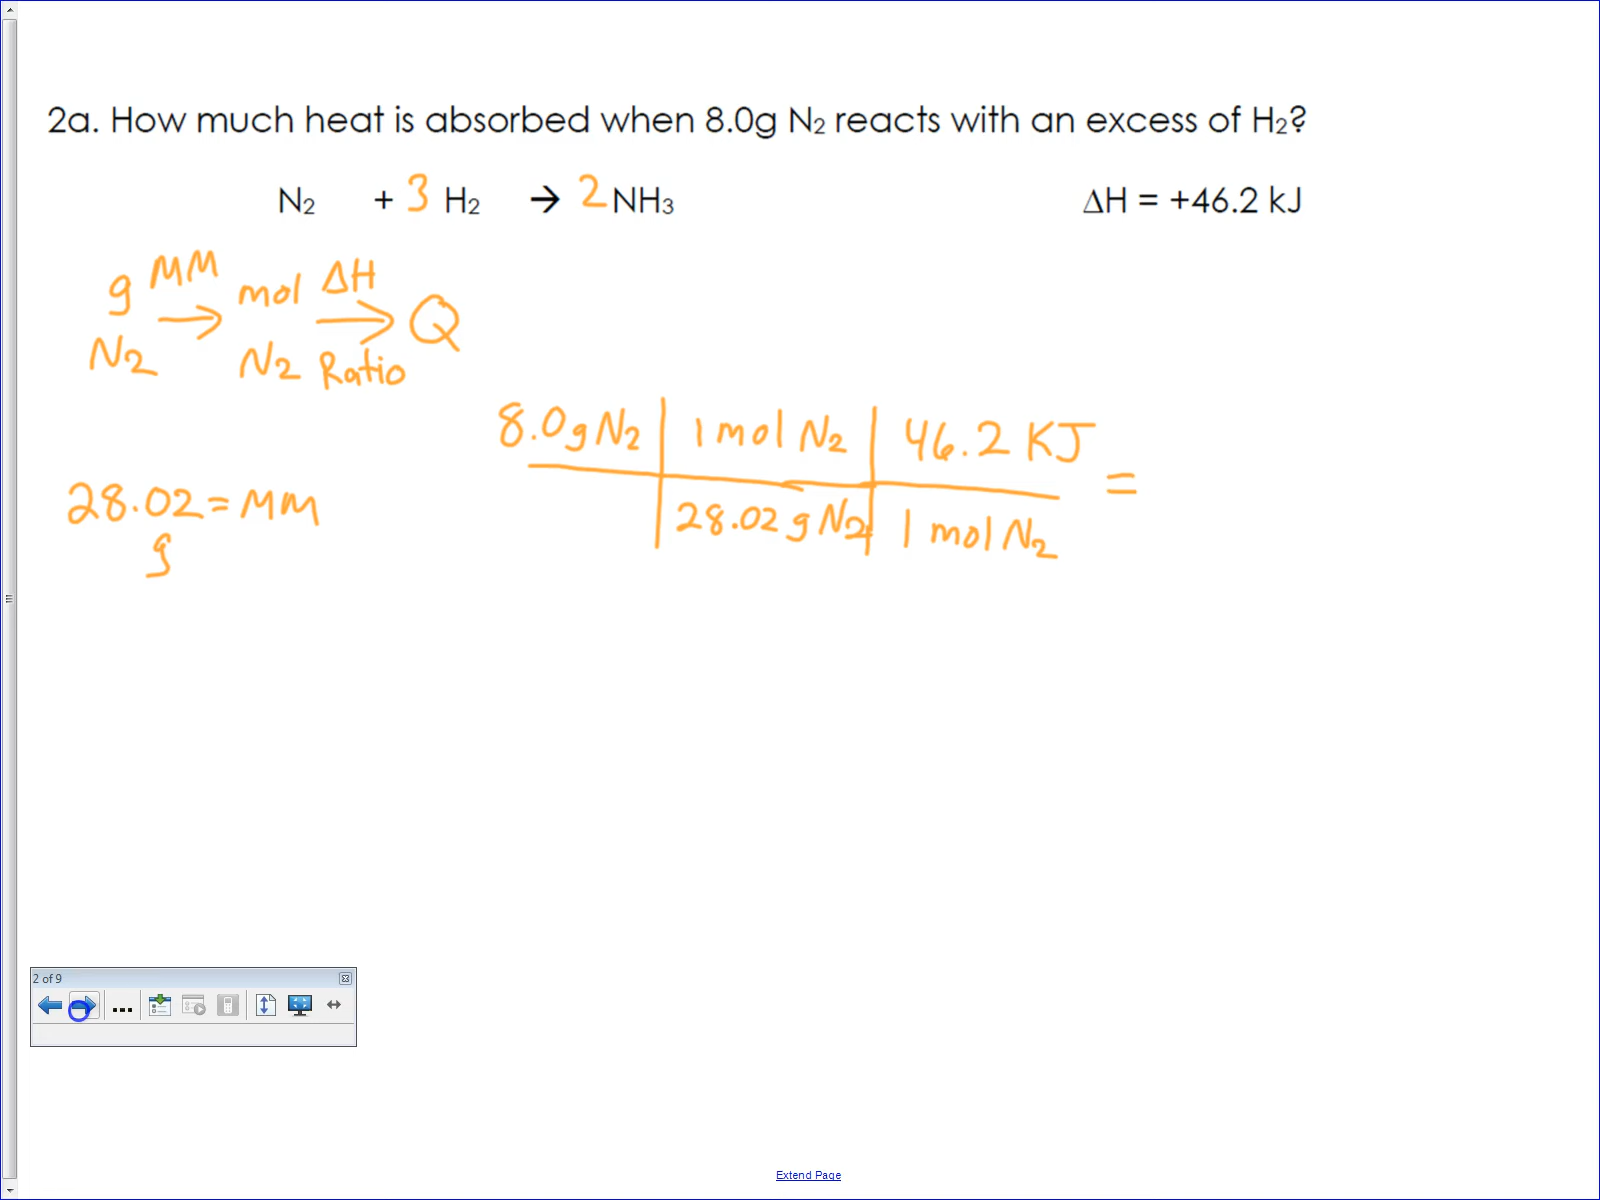 2a. How much heat is absorbed when 8.0g N2 reacts with an excess of H2?
N2 + 3 H2 → 2 NH3 ΔH = +46.2 kJ
g MM mol ΔH
→ → Q
N2 N2 Ratio
8.0g N2 | 1 mol N2 | 46.2 KJ =
28.02 g N2 | 1 mol N2
28.02 = MM
g
2 of 9
...
Extend Page